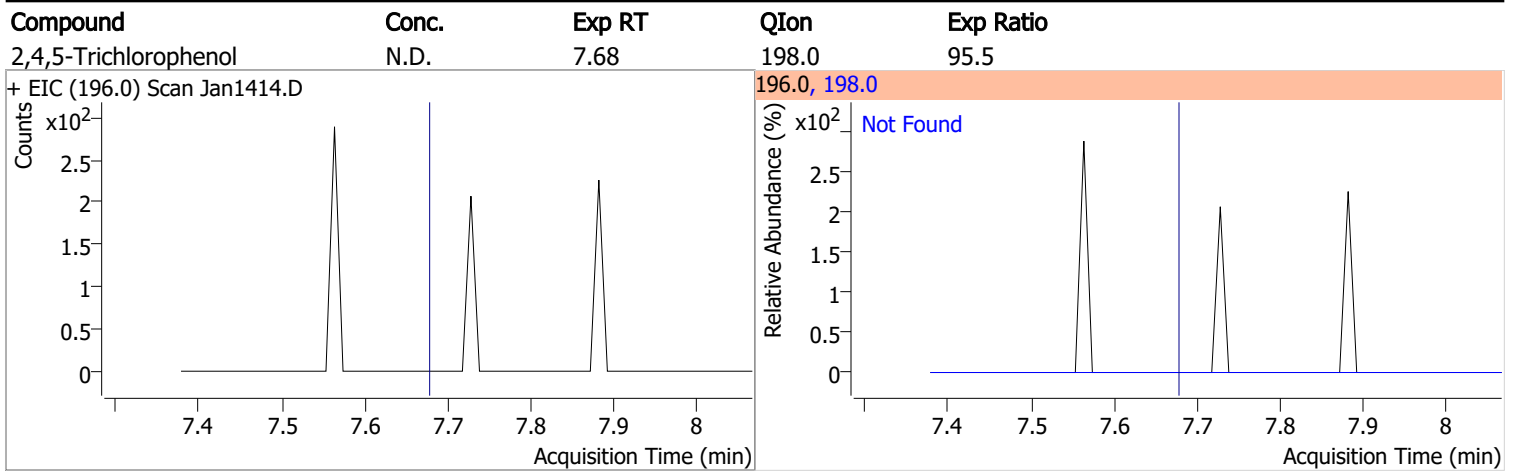 Compound Conc. Exp RT QIon Exp Ratio
2,4,5-Trichlorophenol N.D. 7.68 198.0 95.5
+ EIC (196.0) Scan Jan1414.D
Counts
x10²
2.5
2
1.5
1
0.5
0
7.4 7.5 7.6 7.7 7.8 7.9 8
Acquisition Time (min)
196.0, 198.0
Relative Abundance (%)
x10²
Not Found
2.5
2
1.5
1
0.5
0
7.4 7.5 7.6 7.7 7.8 7.9 8
Acquisition Time (min)